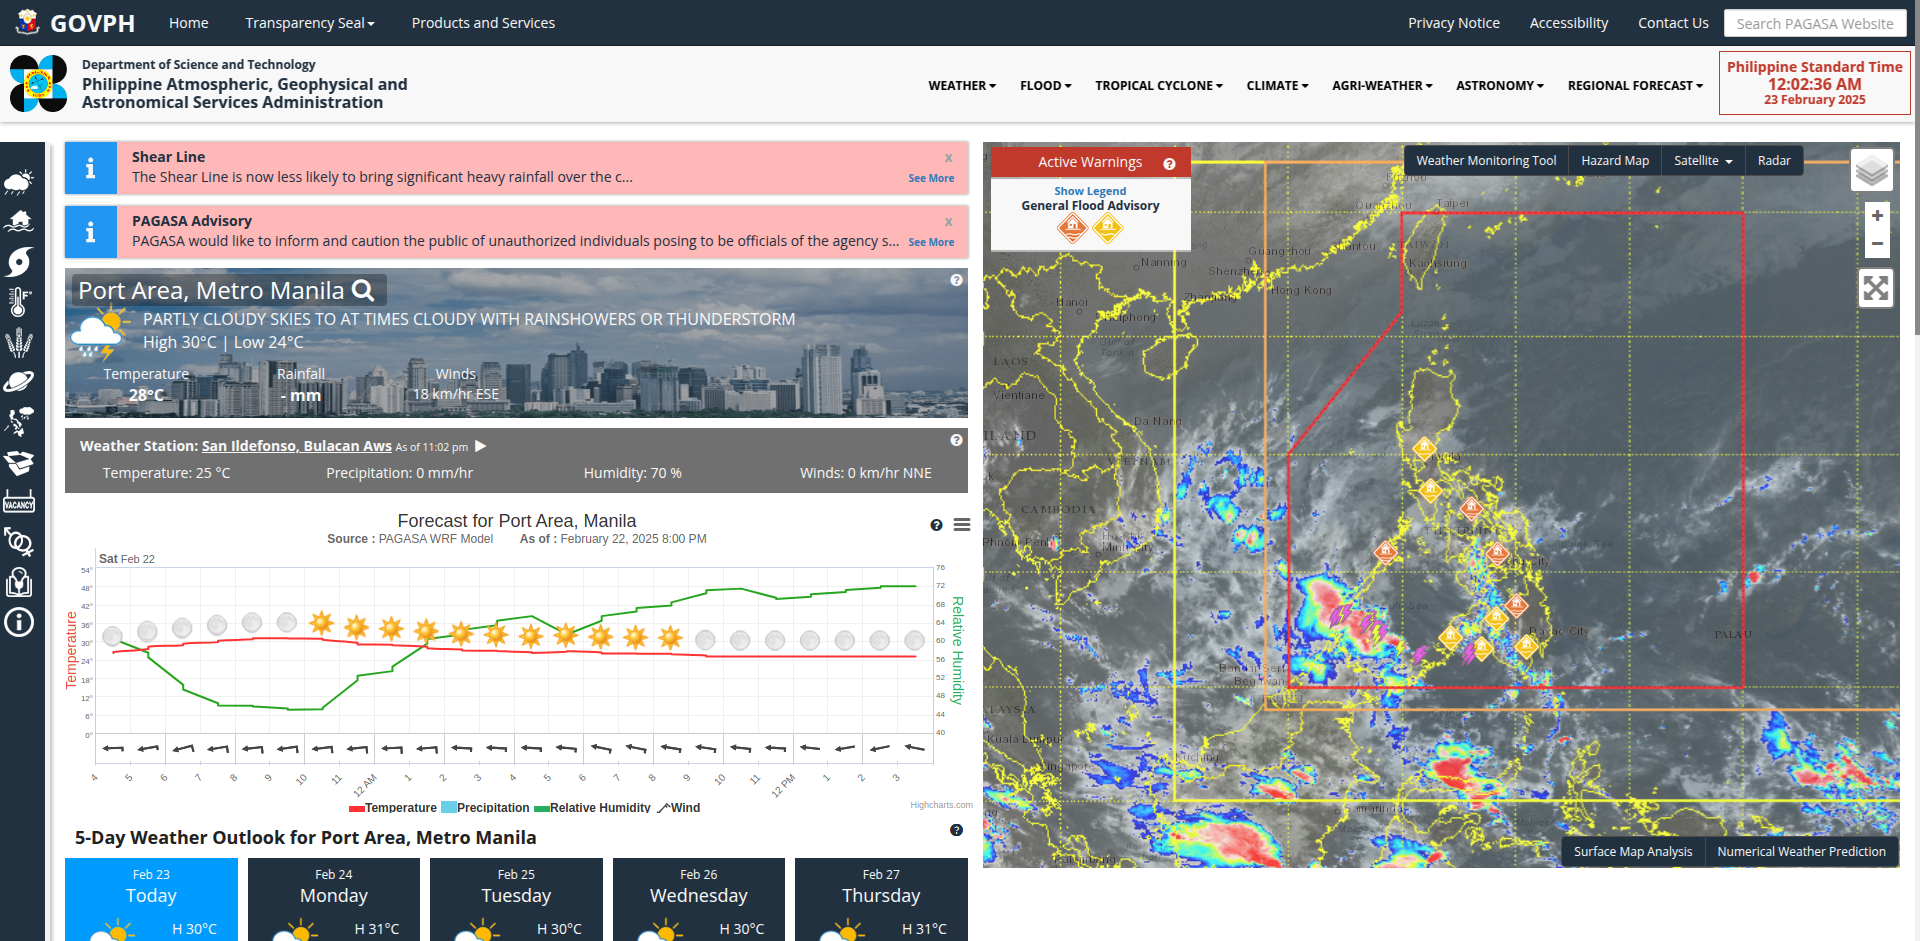 GOVPH
Home
Transparency Seal
Products and Services
Privacy Notice
Accessibility
Contact Us
Search PAGASA Website
Department of Science and Technology
Philippine Atmospheric, Geophysical and
Astronomical Services Administration
WEATHER
FLOOD
TROPICAL CYCLONE
CLIMATE
AGRI-WEATHER
ASTRONOMY
REGIONAL FORECAST
Philippine Standard Time
12:02:36 AM
23 February 2025
Shear Line
x
The Shear Line is now less likely to bring significant heavy rainfall over the c...
See More
PAGASA Advisory
x
PAGASA would like to inform and caution the public of unauthorized individuals posing to be officials of the agency s...
See More
Port Area, Metro Manila
PARTLY CLOUDY SKIES TO AT TIMES CLOUDY WITH RAINSHOWERS OR THUNDERSTORM
High 30°C | Low 24°C
Temperature
Rainfall
Winds
28°C
- mm
18 km/hr ESE
Weather Station: San Ildefonso, Bulacan Aws As of 11:02 pm
Temperature: 25 °C
Precipitation: 0 mm/hr
Humidity: 70 %
Winds: 0 km/hr NNE
Forecast for Port Area, Manila
Source : PAGASA WRF Model As of : February 22, 2025 8:00 PM
Sat Feb 22
Temperature
54°
48°
42°
36°
30°
24°
18°
12°
6°
0°
76
72
68
64
60
56
52
48
44
40
Relative Humidity
4
5
6
7
8
9
10
11
12 AM
1
2
3
4
5
6
7
8
9
10
11
12 PM
1
2
3
Temperature
Precipitation
Relative Humidity
Wind
Highcharts.com
5-Day Weather Outlook for Port Area, Metro Manila
Feb 23
Today
H 30°C
Feb 24
Monday
H 31°C
Feb 25
Tuesday
H 30°C
Feb 26
Wednesday
H 30°C
Feb 27
Thursday
H 31°C
VACANCY
Active Warnings
Show Legend
General Flood Advisory
Weather Monitoring Tool
Hazard Map
Satellite
Radar
+
−
Taipei
Guangzhou
Shantou
TAIWAN
Kaohsiung
Nanning
Shenzhen
Hong Kong
Zhanjiang
Hanoi
Haiphong
Gulf of
Tonkin
Luzon
LAOS
Vientiane
Da Nang
VIETNAM
CAMBODIA
Phnom Penh
Minh City
Davao City
PALAU
Bandar Seri
Begawan
Kuala Lumpur
Kuching
Samarinda
Surface Map Analysis
Numerical Weather Prediction